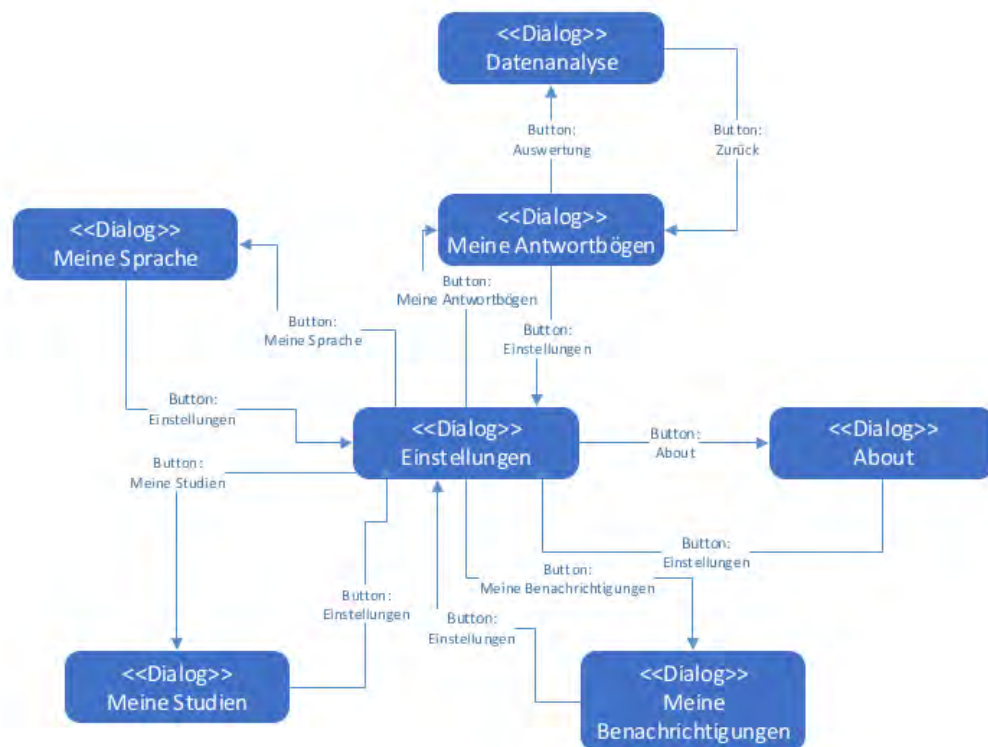 <<Dialog>>
Datenanalyse
Button:
Auswertung
Button:
Zurück
<<Dialog>>
Meine Antwortbögen
<<Dialog>>
Meine Sprache
Button:
Meine Antwortbögen
Button:
Meine Sprache
Button:
Einstellungen
Button:
Einstellungen
<<Dialog>>
Einstellungen
Button:
About
<<Dialog>>
About
Button:
Meine Studien
Button:
Einstellungen
Button:
Meine Benachrichtigungen
Button:
Einstellungen
Button:
Einstellungen
<<Dialog>>
Meine Studien
<<Dialog>>
Meine
Benachrichtigungen